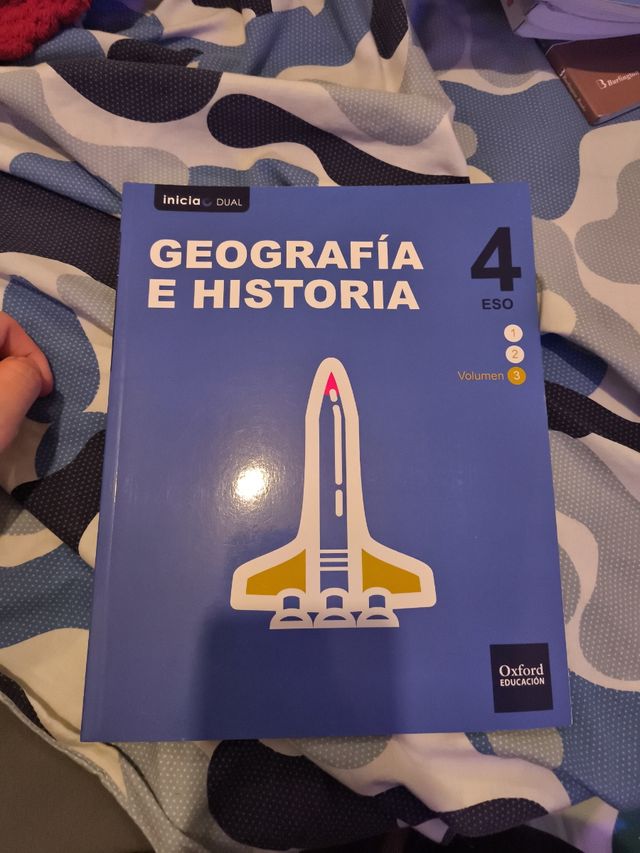 inicia DUAL
GEOGRAFÍA
E HISTORIA
4
ESO
1
2
Volumen 3
Oxford
EDUCACIÓN